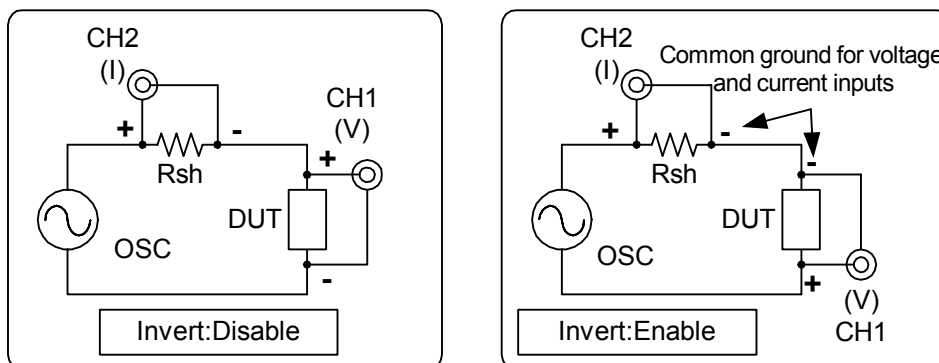 CH2
(I)
CH1
(V)
+
-
+
Rsh
DUT
OSC
-
Invert:Disable
CH2
(I)
Common ground for voltage
and current inputs
+
-
-
Rsh
DUT
OSC
+
(V)
CH1
Invert:Enable